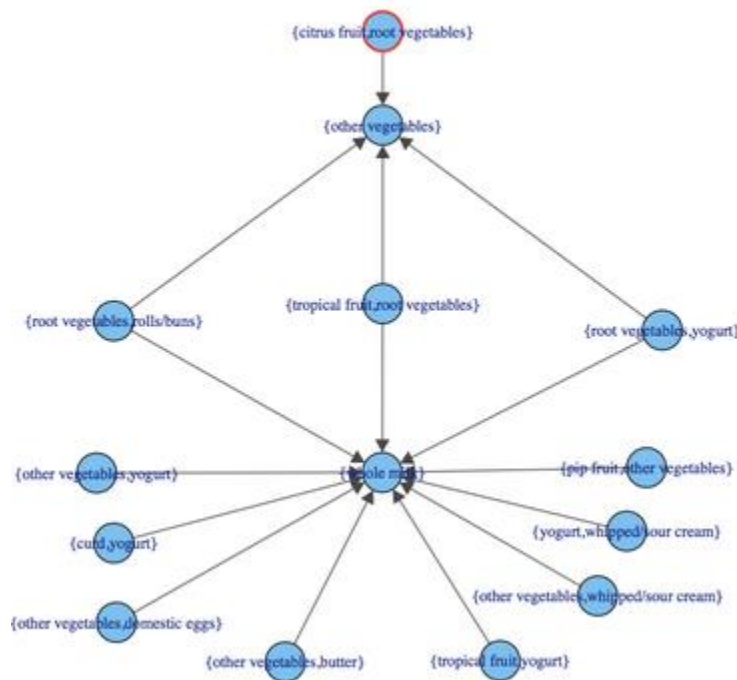 {citrus fruit,root vegetables}
{other vegetables}
{tropical fruit,root vegetables}
{root vegetables,rolls/buns}
{root vegetables,yogurt}
{other vegetables,yogurt}
{whole milk}
{pip fruit,other vegetables}
{curd,yogurt}
{yogurt,whipped/sour cream}
{other vegetables,whipped/sour cream}
{other vegetables,domestic eggs}
{other vegetables,butter}
{tropical fruit,yogurt}